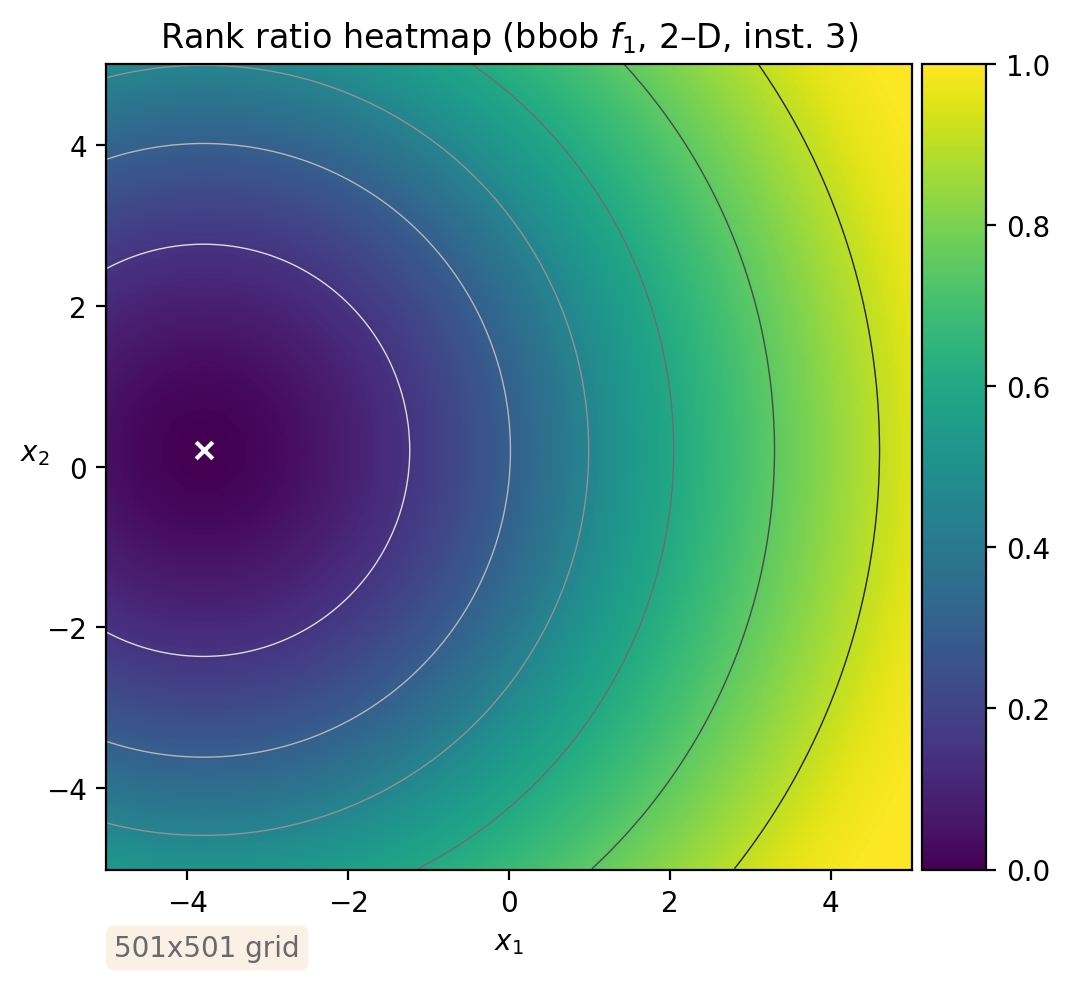 Rank ratio heatmap (bbob f₁, 2–D, inst. 3)
1.0
4
0.8
2
0.6
x₂
0
0.4
−2
0.2
−4
0.0
−4 −2 0 2 4
x₁
501x501 grid